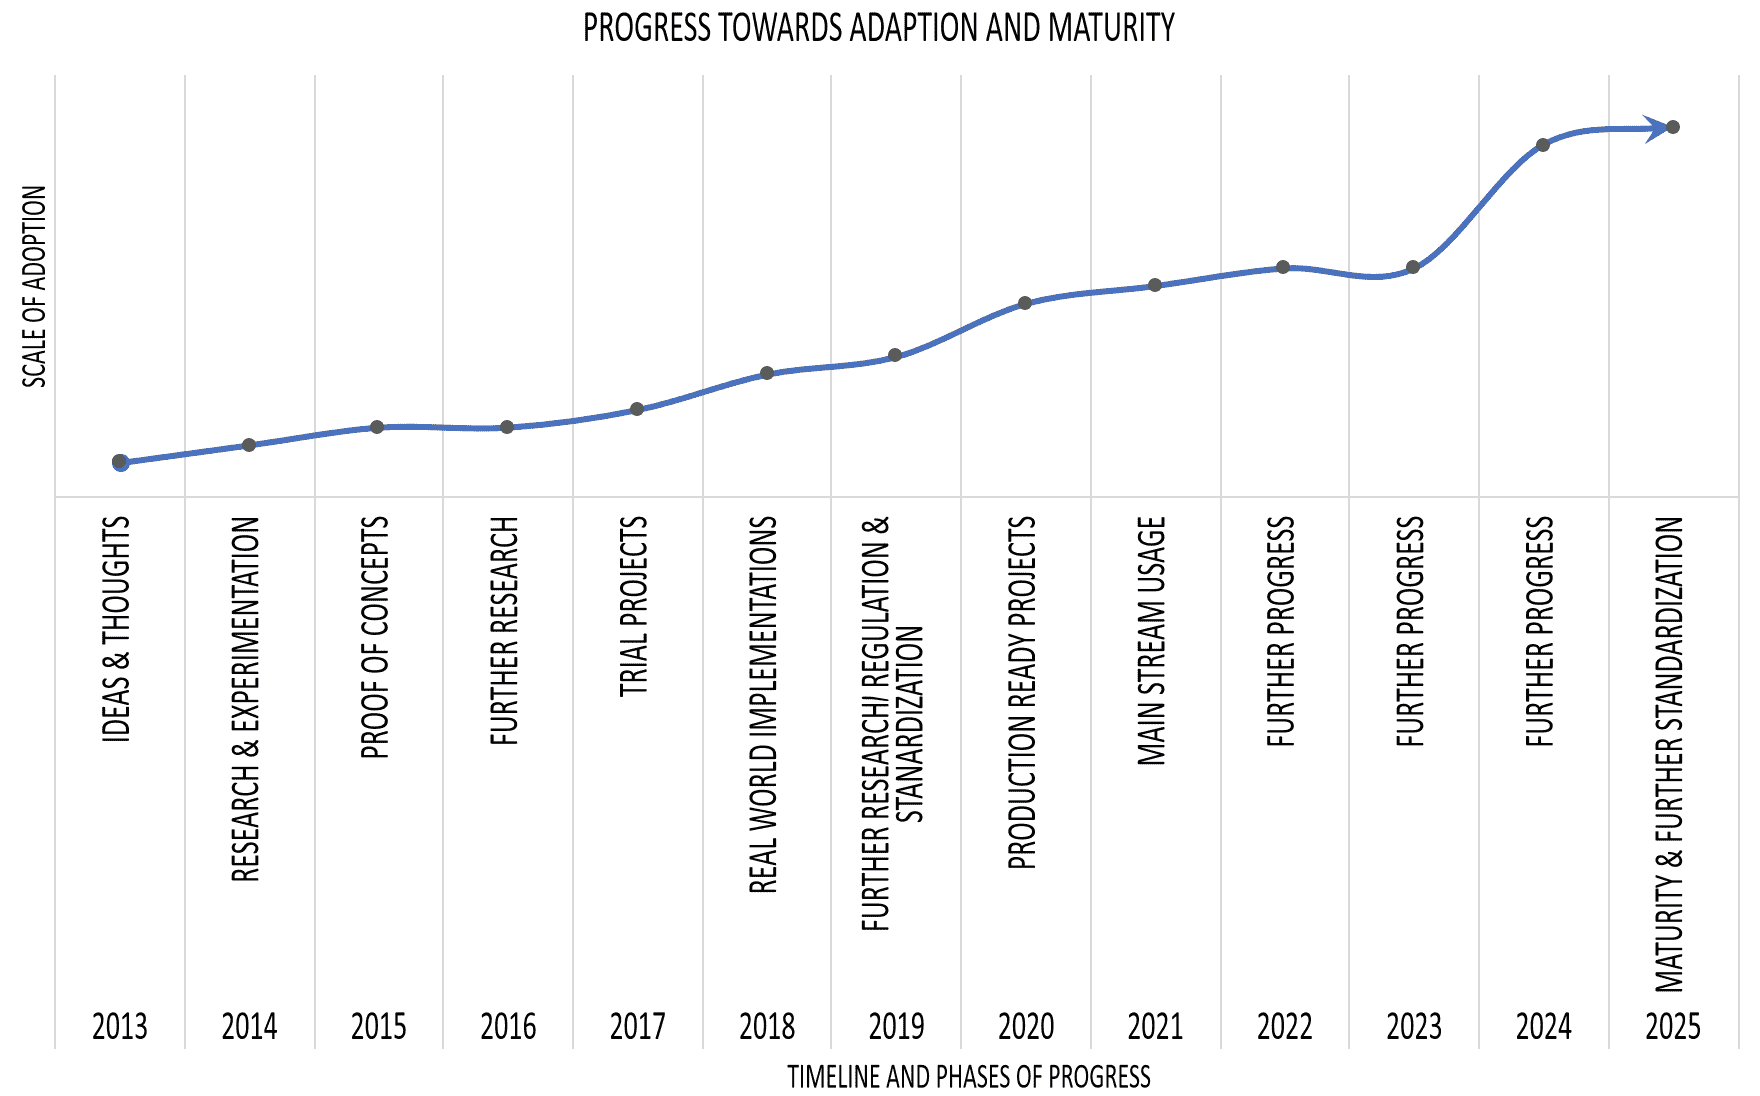 PROGRESS TOWARDS ADAPTION AND MATURITY
SCALE OF ADOPTION
IDEAS & THOUGHTS
RESEARCH & EXPERIMENTATION
PROOF OF CONCEPTS
FURTHER RESEARCH
TRIAL PROJECTS
REAL WORLD IMPLEMENTATIONS
FURTHER RESEARCH/ REGULATION &
STANARDIZATION
PRODUCTION READY PROJECTS
MAIN STREAM USAGE
FURTHER PROGRESS
FURTHER PROGRESS
FURTHER PROGRESS
MATURITY & FURTHER STANDARDIZATION
2013 2014 2015 2016 2017 2018 2019 2020 2021 2022 2023 2024 2025
TIMELINE AND PHASES OF PROGRESS